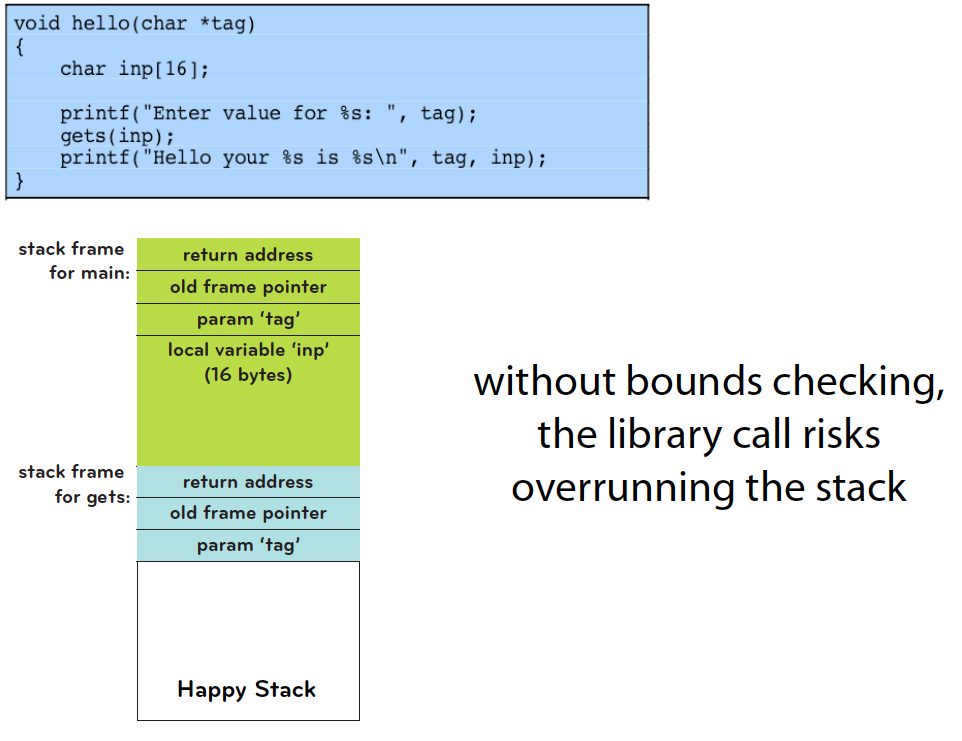 void hello(char *tag)
{
    char inp[16];
    printf("Enter value for %s: ", tag);
    gets(inp);
    printf("Hello your %s is %s\n", tag, inp);
}
stack frame
for main:
return address
old frame pointer
param ‘tag’
local variable ‘inp’
(16 bytes)
without bounds checking,
the library call risks
overrunning the stack
stack frame
for gets:
return address
old frame pointer
param ‘tag’
Happy Stack